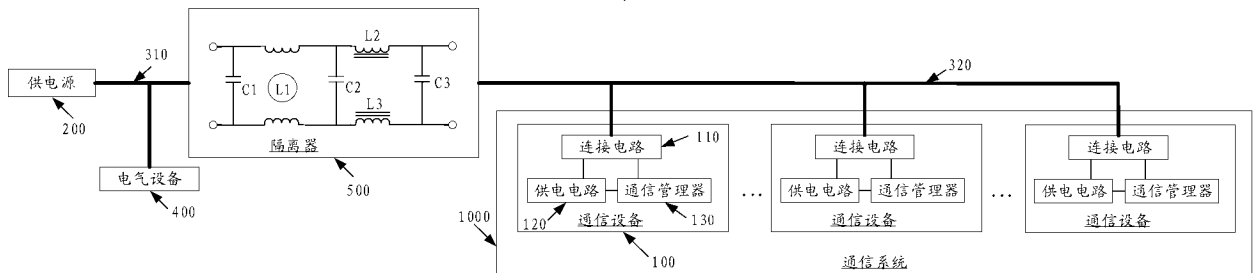 310
供电源
200
电气设备
400
C1
L1
C2
L2
L3
C3
隔离器
500
320
连接电路
110
供电电路
通信管理器
120
130
通信设备
100
...
连接电路
供电电路
通信管理器
通信设备
...
连接电路
供电电路
通信管理器
通信设备
1000
通信系统